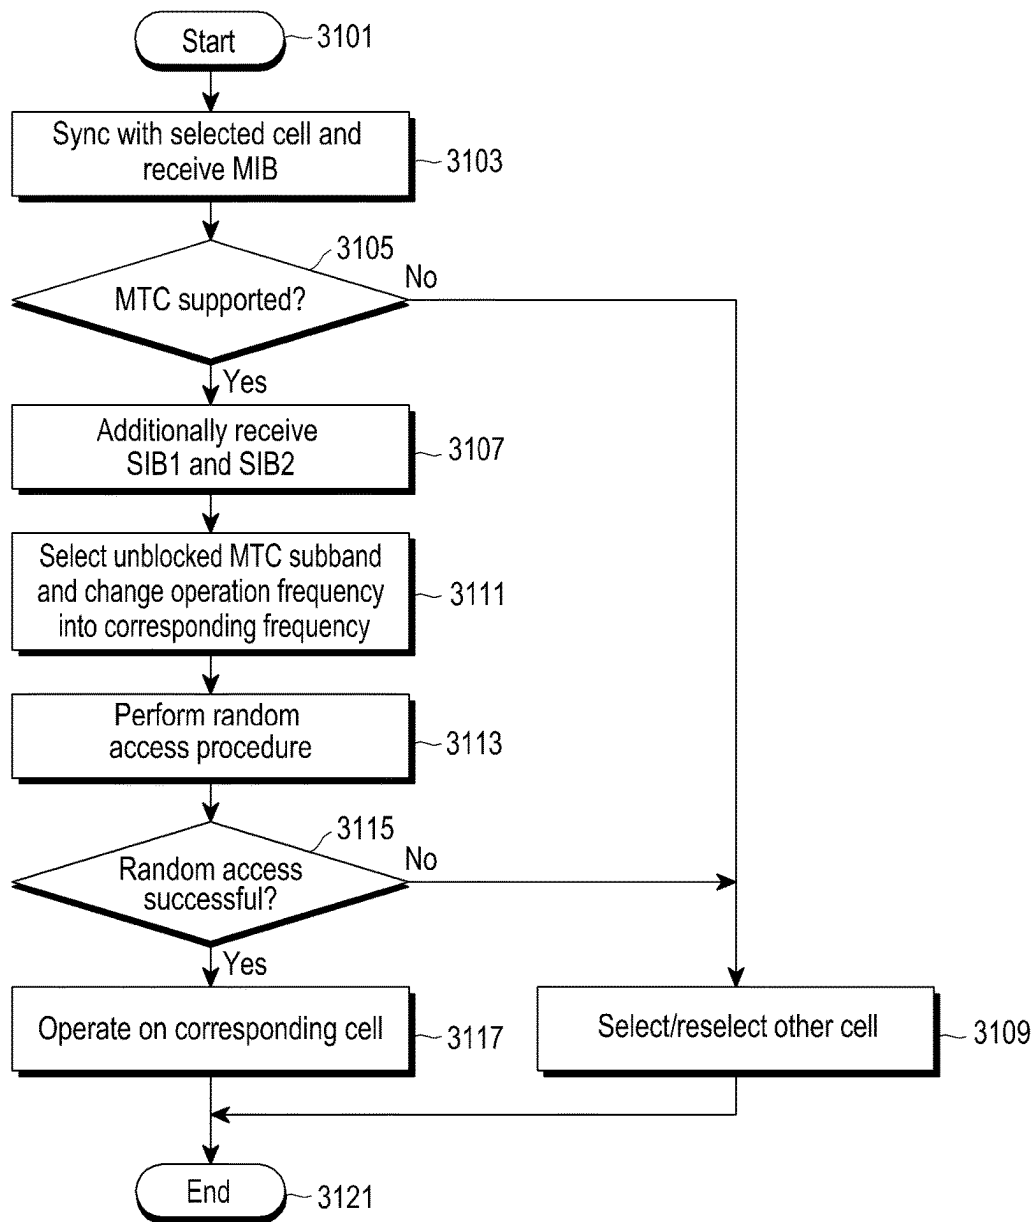 Start
3101
Sync with selected cell and
receive MIB
3103
3105
No
MTC supported?
Yes
Additionally receive
SIB1 and SIB2
3107
Select unblocked MTC subband
and change operation frequency
into corresponding frequency
3111
Perform random
access procedure
3113
3115
No
Random access
successful?
Yes
Operate on corresponding cell
3117
Select/reselect other cell
3109
End
3121